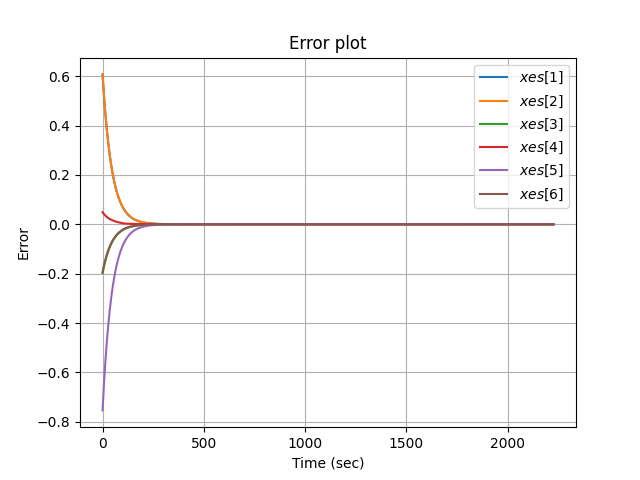 Error plot
0.6
0.4
0.2
0.0
−0.2
−0.4
−0.6
−0.8
Error
xes[1]
xes[2]
xes[3]
xes[4]
xes[5]
xes[6]
0 500 1000 1500 2000
Time (sec)